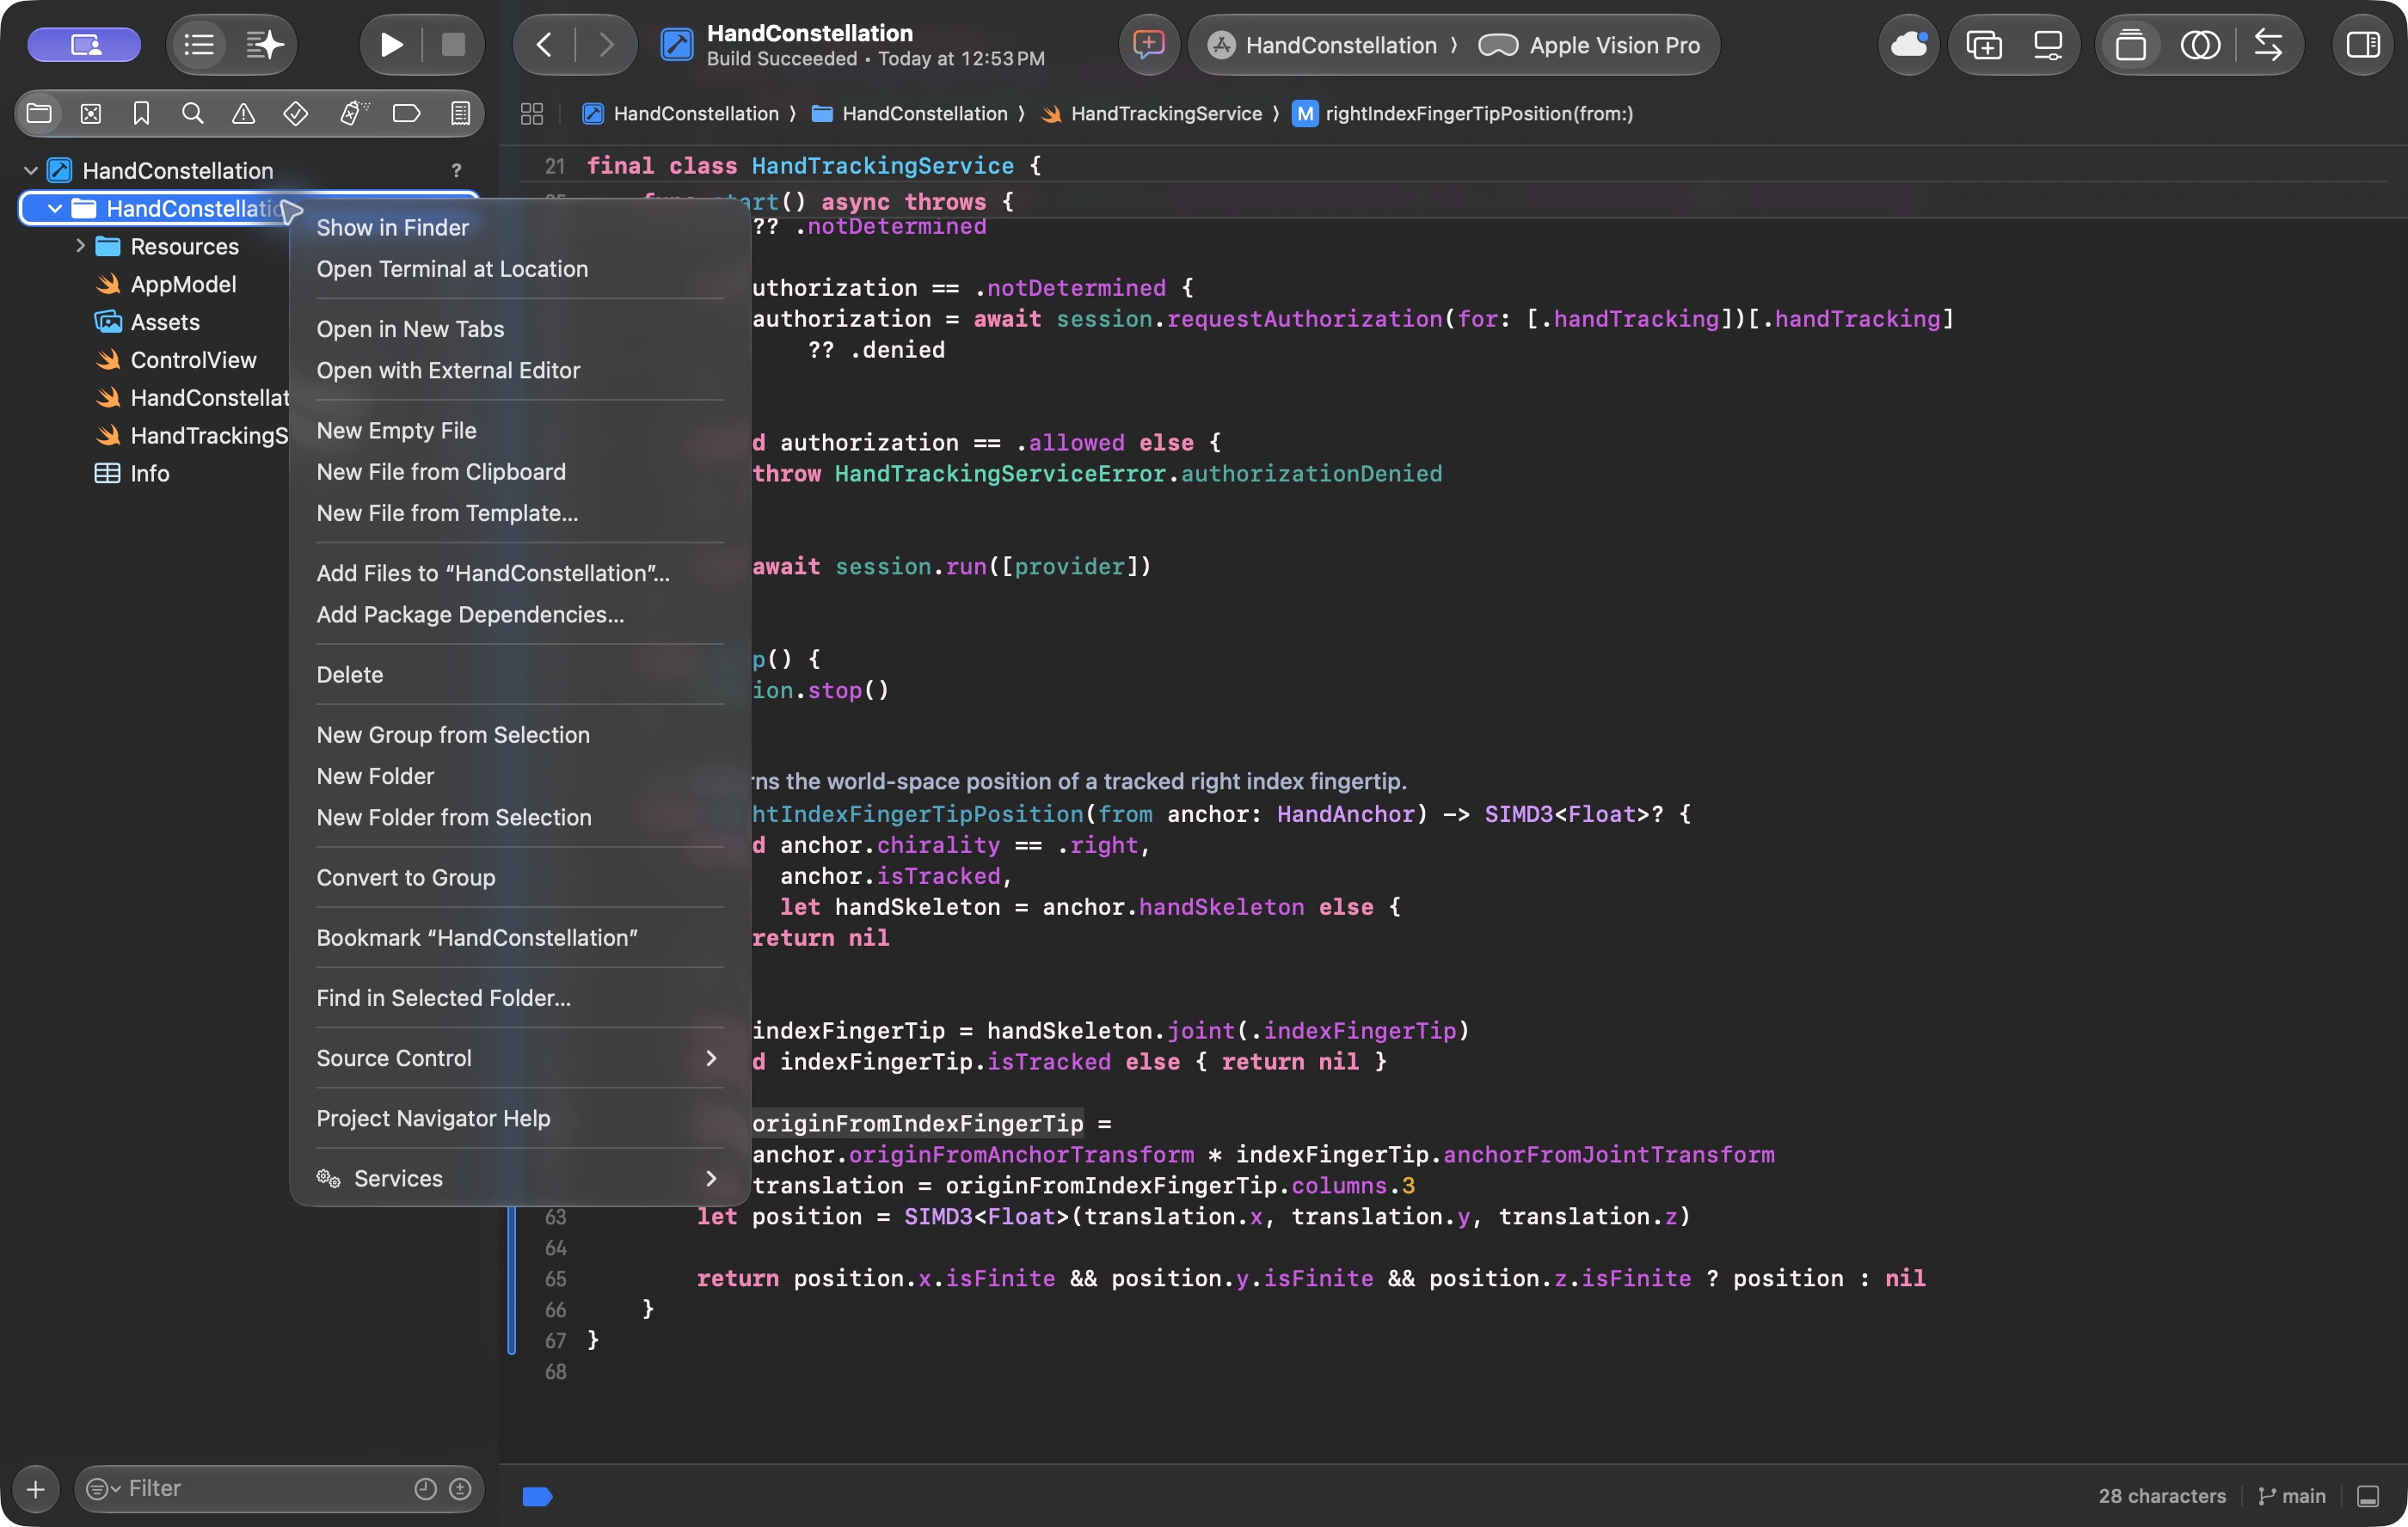 HandConstellation
Build Succeeded • Today at 12:53 PM
HandConstellation 〉 Apple Vision Pro
HandConstellation 〉 HandConstellation 〉 HandTrackingService 〉 M rightIndexFingerTipPosition(from:)
HandConstellation ?
HandConstellatio
Resources
AppModel
Assets
ControlView
HandConstellat
HandTrackingS
Info
Filter
Show in Finder
Open Terminal at Location
Open in New Tabs
Open with External Editor
New Empty File
New File from Clipboard
New File from Template...
Add Files to “HandConstellation”...
Add Package Dependencies...
Delete
New Group from Selection
New Folder
New Folder from Selection
Convert to Group
Bookmark “HandConstellation”
Find in Selected Folder...
Source Control
Project Navigator Help
Services
21 final class HandTrackingService {
start() async throws {
?? .notDetermined
uthorization == .notDetermined {
authorization = await session.requestAuthorization(for: [.handTracking])[.handTracking]
?? .denied
d authorization == .allowed else {
throw HandTrackingServiceError.authorizationDenied
await session.run([provider])
p() {
ion.stop()
rns the world-space position of a tracked right index fingertip.
htIndexFingerTipPosition(from anchor: HandAnchor) -> SIMD3<Float>? {
d anchor.chirality == .right,
anchor.isTracked,
let handSkeleton = anchor.handSkeleton else {
return nil
indexFingerTip = handSkeleton.joint(.indexFingerTip)
d indexFingerTip.isTracked else { return nil }
originFromIndexFingerTip =
anchor.originFromAnchorTransform * indexFingerTip.anchorFromJointTransform
translation = originFromIndexFingerTip.columns.3
63 let position = SIMD3<Float>(translation.x, translation.y, translation.z)
64
65 return position.x.isFinite && position.y.isFinite && position.z.isFinite ? position : nil
66 }
67 }
68
28 characters main